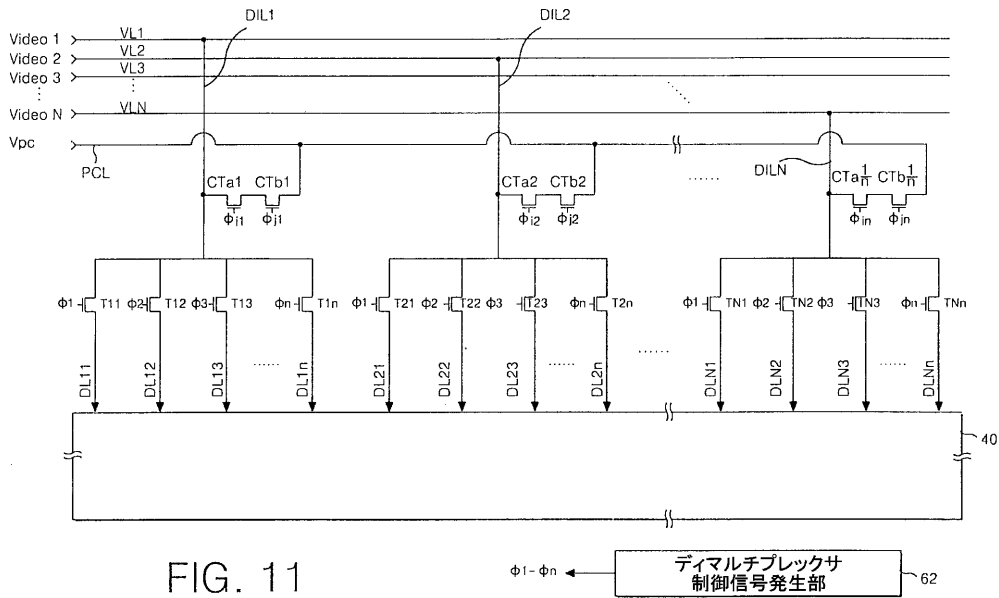 DIL1 DIL2
Video 1 VL1
Video 2 VL2
Video 3 VL3
Video N VLN
Vpc
PCL
DILN
CTa1 CTb1 CTa2 CTb2 CTa1/n CTb1/n
Φi1 Φj1 Φi2 Φj2 Φin Φjn
Φ1 T11 Φ2 T12 Φ3 T13 Φn T1n Φ1 T21 Φ2 T22 Φ3 T23 Φn T2n Φ1 TN1 Φ2 TN2 Φ3 TN3 Φn TNn
DL11 DL12 DL13 DL1n DL21 DL22 DL23 DL2n DLN1 DLN2 DLN3 DLNn
40
FIG. 11
Φ1-Φn
ディマルチプレックサ
制御信号発生部
62